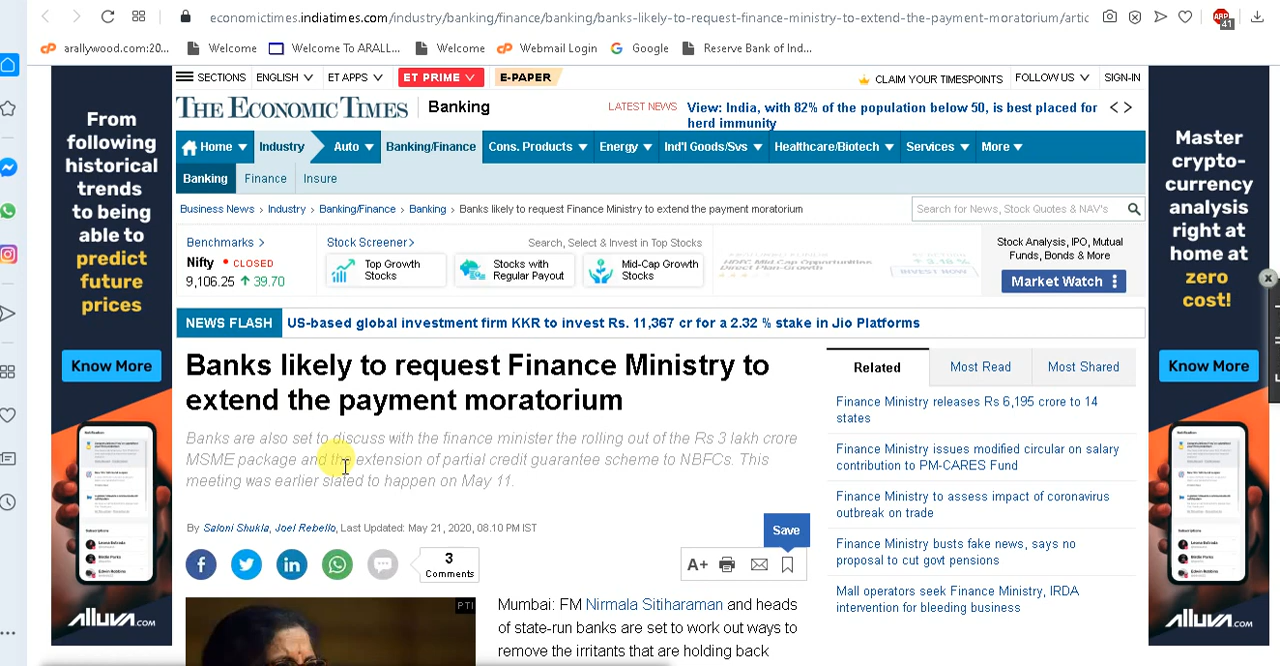 economictimes.indiatimes.com/industry/banking/finance/banking/banks-likely-to-request-finance-ministry-to-extend-the-payment-moratorium/artic
ABP
41
arallywood.com:20...
Welcome
Welcome To ARALL...
Welcome
Webmail Login
Google
Reserve Bank of Ind...
SECTIONS
ENGLISH
ET APPS
ET PRIME
E-PAPER
CLAIM YOUR TIMESPOINTS
FOLLOW US
SIGN-IN
THE ECONOMIC TIMES
Banking
LATEST NEWS
View: India, with 82% of the population below 50, is best placed for
herd immunity
Home
Industry
Auto
Banking/Finance
Cons. Products
Energy
Ind'l Goods/Svs
Healthcare/Biotech
Services
More
Banking
Finance
Insure
Business News › Industry › Banking/Finance › Banking › Banks likely to request Finance Ministry to extend the payment moratorium
Search for News, Stock Quotes & NAV's
Benchmarks >
Nifty • CLOSED
9,106.25 ↑ 39.70
Stock Screener>
Search, Select & Invest in Top Stocks
Top Growth
Stocks
Stocks with
Regular Payout
Mid-Cap Growth
Stocks
Stock Analysis, IPO, Mutual
Funds, Bonds & More
Market Watch
NEWS FLASH
US-based global investment firm KKR to invest Rs. 11,367 cr for a 2.32 % stake in Jio Platforms
Banks likely to request Finance Ministry to
extend the payment moratorium
Banks are also set to discuss with the finance minister the rolling out of the Rs 3 lakh crore
MSME package and the extension of partial credit guarantee scheme to NBFCs. This
meeting was earlier slated to happen on May 11.
By Saloni Shukla, Joel Rebello, Last Updated: May 21, 2020, 08.10 PM IST
3
Comments
Save
A+
PTI
Mumbai: FM Nirmala Sitiharaman and heads
of state-run banks are set to work out ways to
remove the irritants that are holding back
Related
Most Read
Most Shared
Finance Ministry releases Rs 6,195 crore to 14
states
Finance Ministry issues modified circular on salary
contribution to PM-CARES Fund
Finance Ministry to assess impact of coronavirus
outbreak on trade
Finance Ministry busts fake news, says no
proposal to cut govt pensions
Mall operators seek Finance Ministry, IRDA
intervention for bleeding business
From
following
historical
trends
to being
able to
predict
future
prices
Know More
alluva.com
Master
crypto-
currency
analysis
right at
home at
zero
cost!
Know More
alluva.com